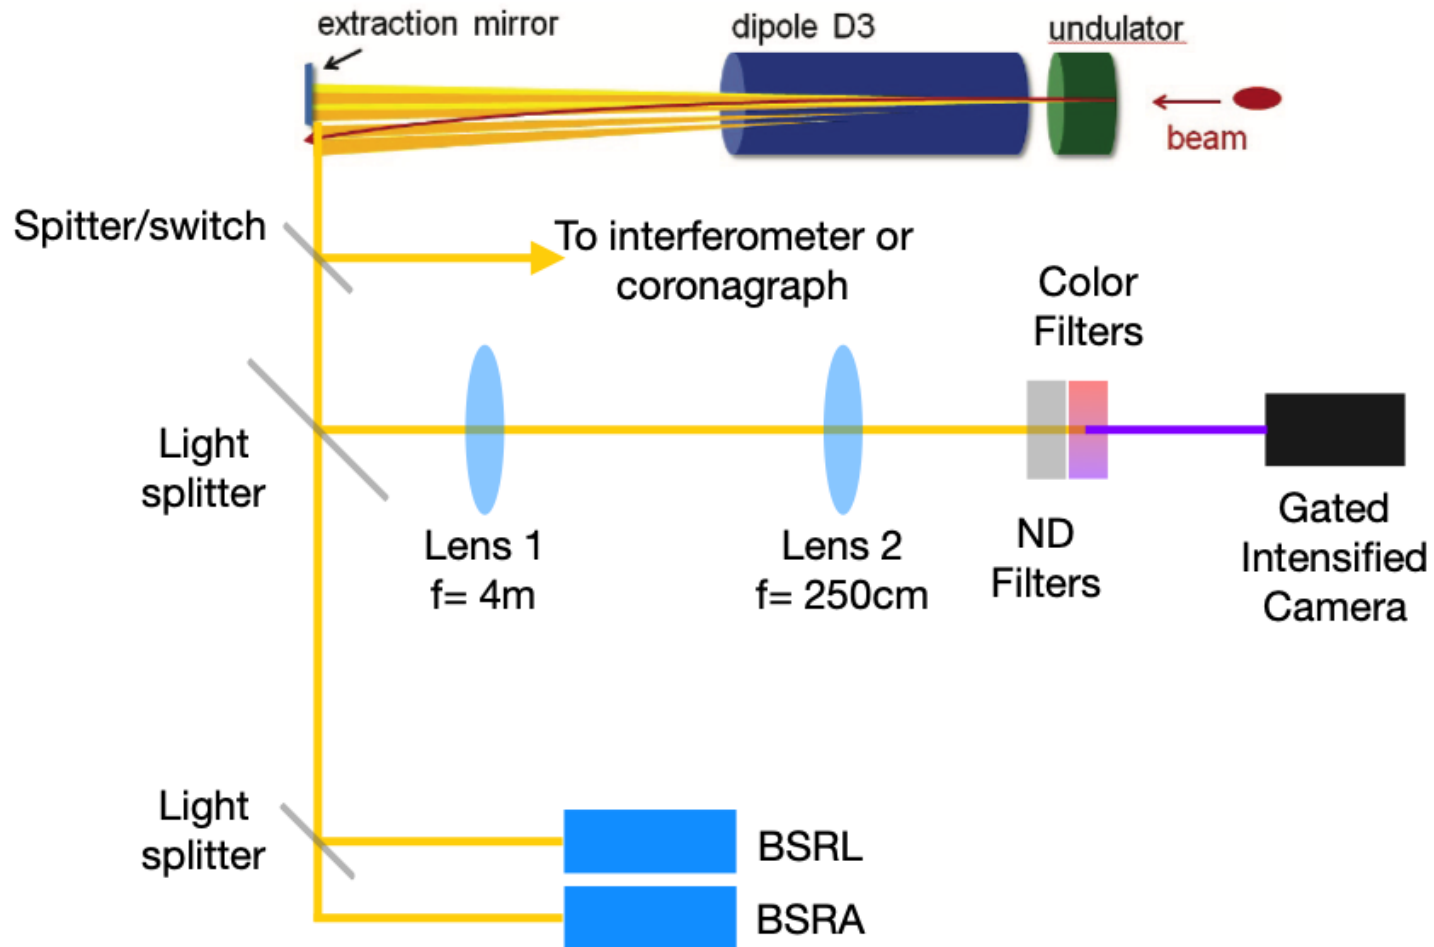 extraction mirror
dipole D3
undulator
beam
Spitter/switch
To interferometer or
coronagraph
Color
Filters
Light
splitter
Lens 1
f= 4m
Lens 2
f= 250cm
ND
Filters
Gated
Intensified
Camera
Light
splitter
BSRL
BSRA